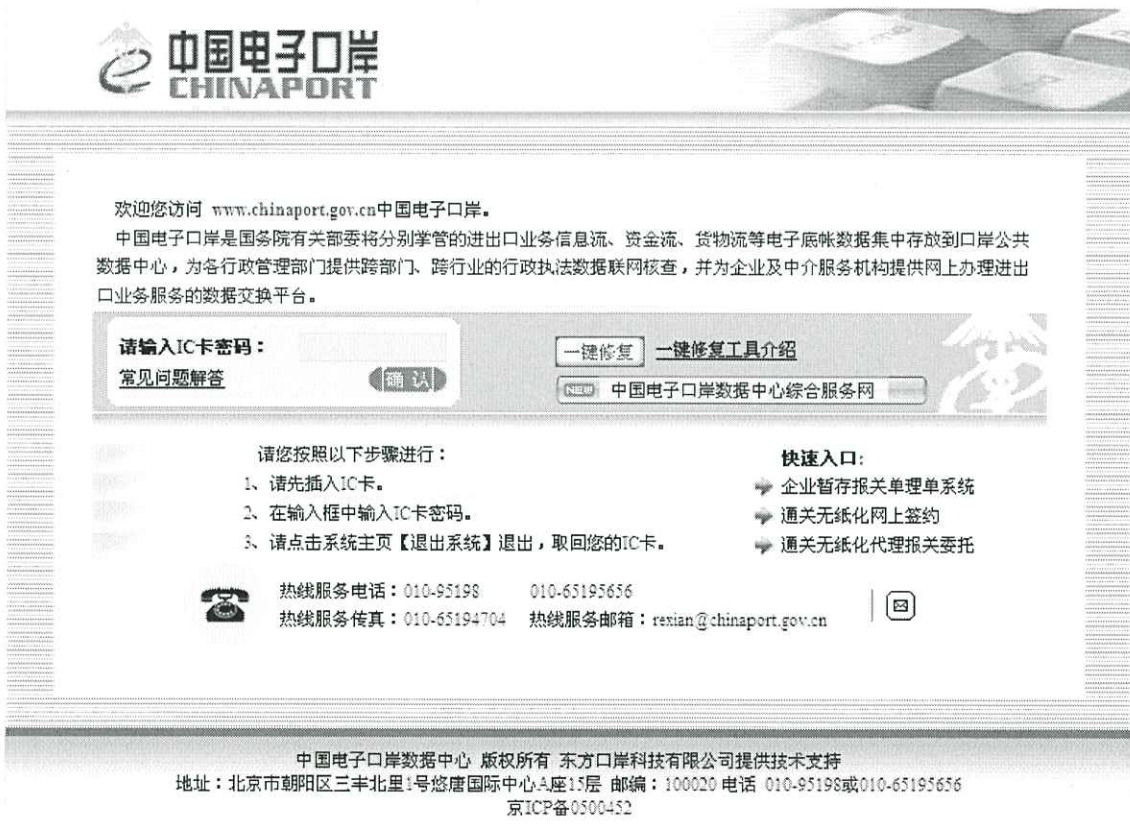 中国电子口岸
CHINAPORT
欢迎您访问 www.chinaport.gov.cn中国电子口岸。
中国电子口岸是国务院有关部委将分别掌管的进出口业务信息流、资金流、货物流等电子底帐数据集中存放到口岸公共
数据中心，为各行政管理部门提供跨部门、跨行业的行政执法数据联网核查，并为企业及中介服务机构提供网上办理进出
口业务服务的数据交换平台。
请输入IC卡密码：
一键修复 一键修复工具介绍
常见问题解答 确 认
NEW 中国电子口岸数据中心综合服务网
请您按照以下步骤进行：
1、请先插入IC卡。
2、在输入框中输入IC卡密码。
3、请点击系统主页【退出系统】退出，取回您的IC卡。
快速入口:
企业暂存报关单理单系统
通关无纸化网上签约
通关无纸化代理报关委托
热线服务电话：010-95198 010-65195656
热线服务传真：010-65194704 热线服务邮箱：rexian@chinaport.gov.cn
中国电子口岸数据中心 版权所有 东方口岸科技有限公司提供技术支持
地址：北京市朝阳区三丰北里1号悠唐国际中心A座15层 邮编：100020 电话 010-95198或010-65195656
京ICP备0500452